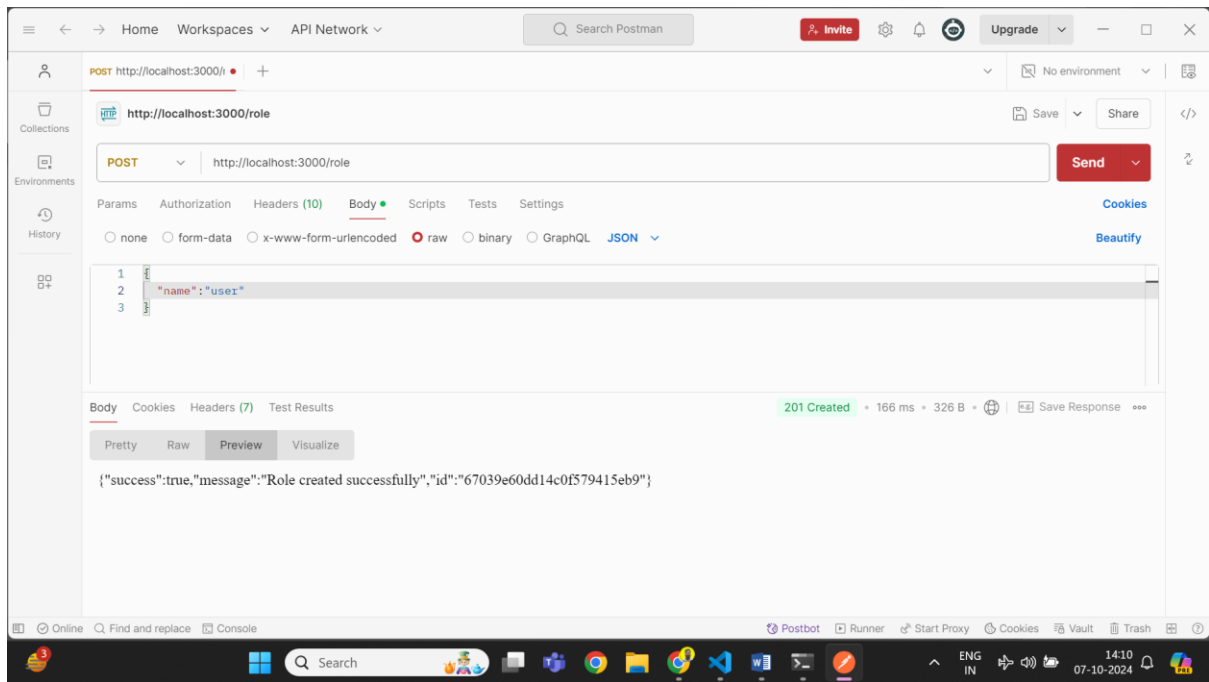 Home Workspaces API Network Search Postman Invite Upgrade
POST http://localhost:3000/r No environment
HTTP http://localhost:3000/role Save Share
Collections
POST http://localhost:3000/role Send
Environments
Params Authorization Headers (10) Body Scripts Tests Settings Cookies
History
none form-data x-www-form-urlencoded raw binary GraphQL JSON Beautify
1 {
2 "name":"user"
3 }
Body Cookies Headers (7) Test Results 201 Created 166 ms 326 B e.g. Save Response
Pretty Raw Preview Visualize
{"success":true,"message":"Role created successfully","id":"67039e60dd14c0f579415eb9"}
Online Find and replace Console Postbot Runner Start Proxy Cookies Vault Trash
3 Search ENG 14:10
IN 07-10-2024
PRE